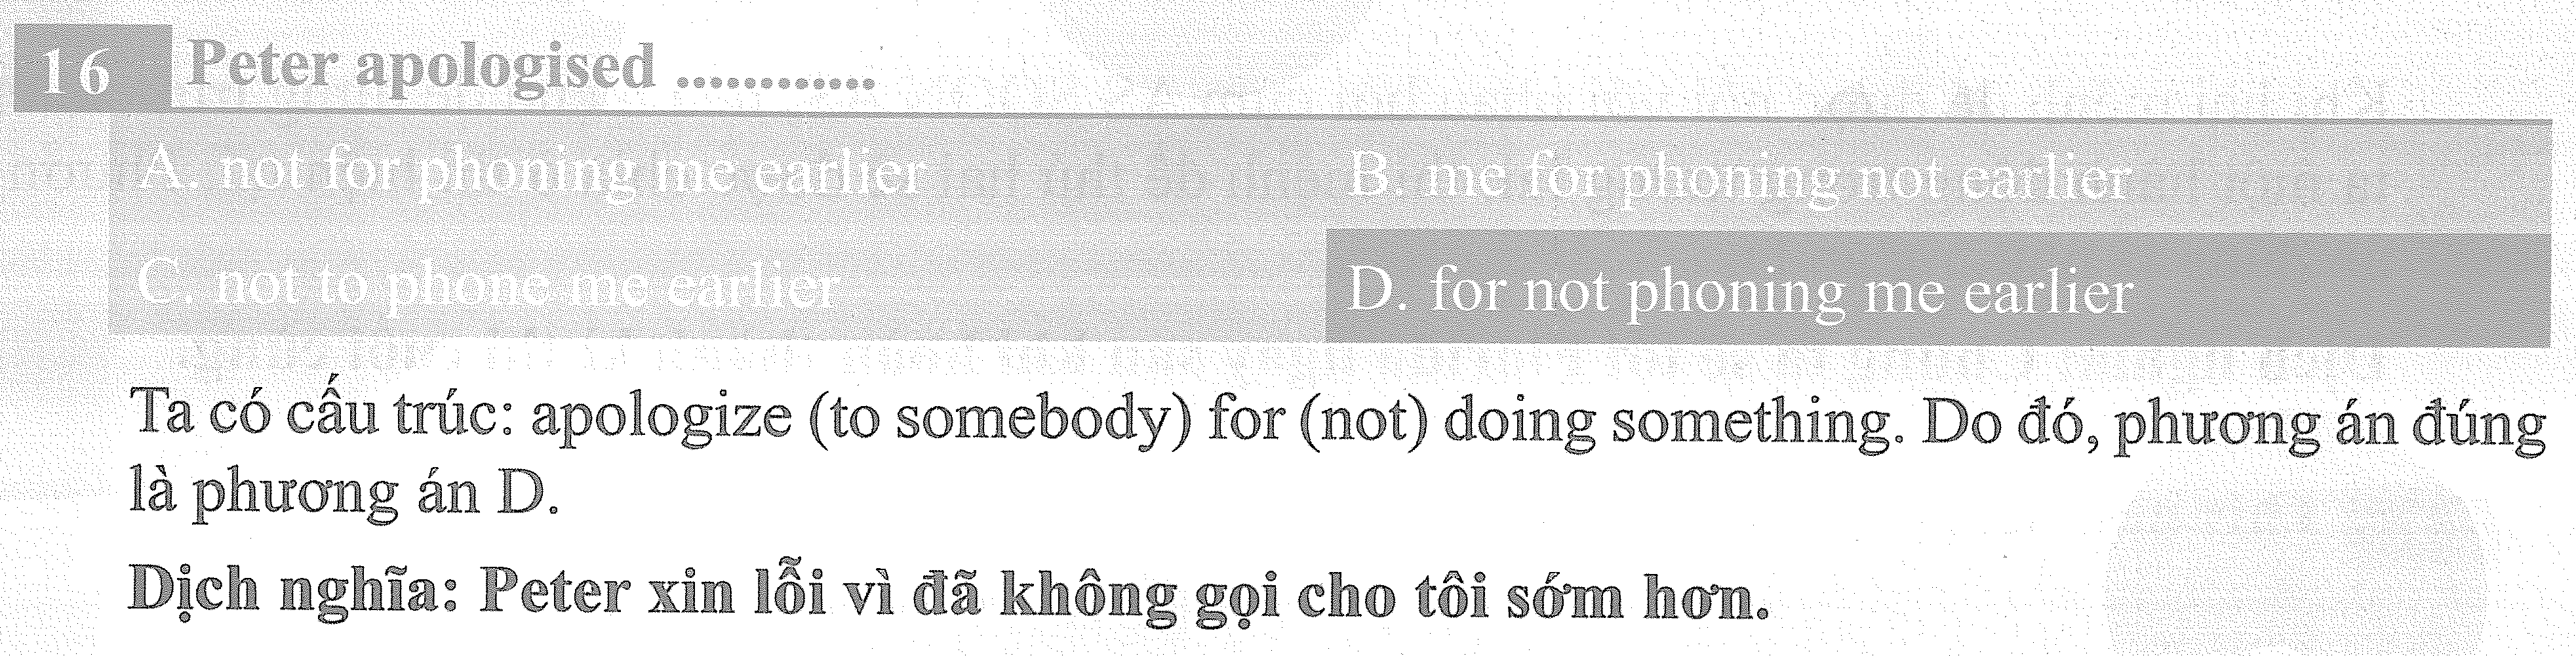 16 Peter apologised ............
A. not for phoning me earlier B. me for phoning not earlier
C. not to phone me earlier D. for not phoning me earlier
Ta có cấu trúc: apologize (to somebody) for (not) doing something. Do đó, phương án đúng
là phương án D.
Dịch nghĩa: Peter xin lỗi vì đã không gọi cho tôi sớm hơn.